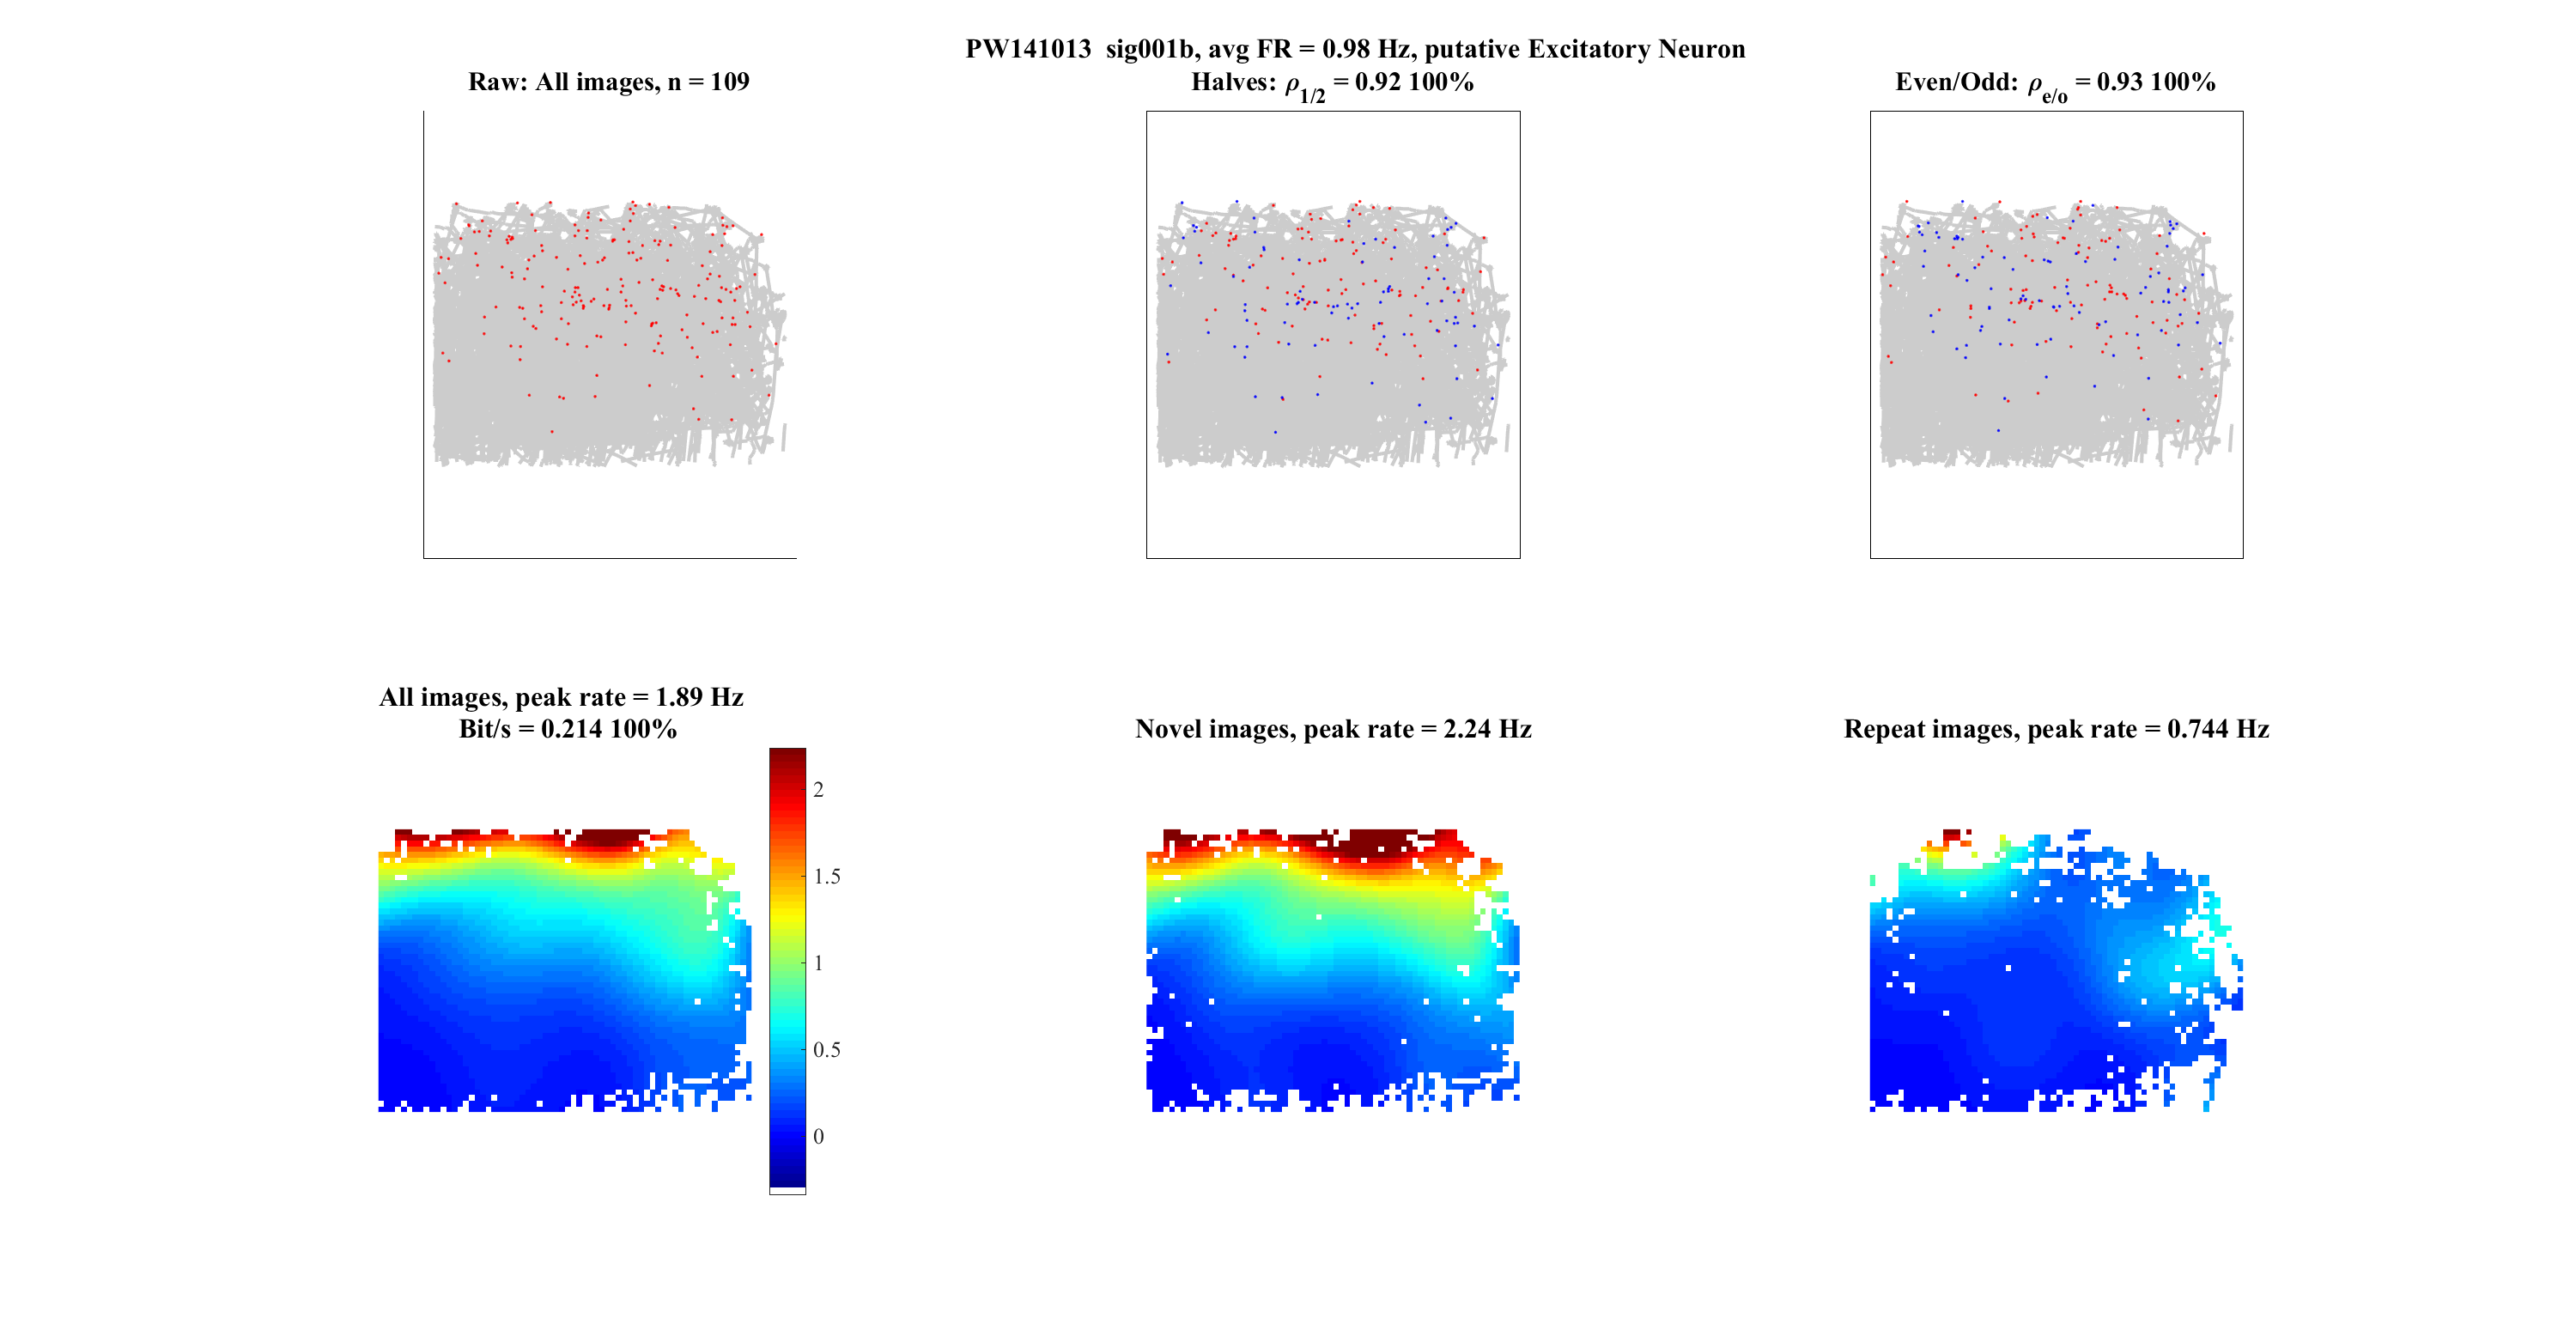 PW141013 sig001b, avg FR = 0.98 Hz, putative Excitatory Neuron
Raw: All images, n = 109
Halves: ρ1/2 = 0.92 100%
Even/Odd: ρe/o = 0.93 100%
All images, peak rate = 1.89 Hz
Bit/s = 0.214 100%
Novel images, peak rate = 2.24 Hz
Repeat images, peak rate = 0.744 Hz
2
1.5
1
0.5
0